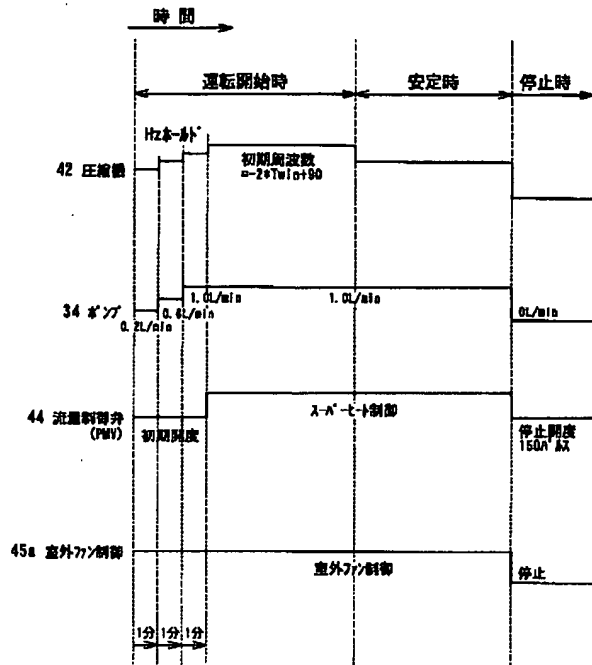 時 間
運転開始時
安定時
停止時
Hzホールド
42 圧縮機
初期周波数
=-2*Twin+90
34 ポンプ
0.2L/min
0.6L/min
1.0L/min
1.0L/min
0L/min
44 流量制御弁
(PMV)
初期開度
スーパーヒート制御
停止開度
150パルス
45a 室外ファン制御
室外ファン制御
停止
1分
1分
1分